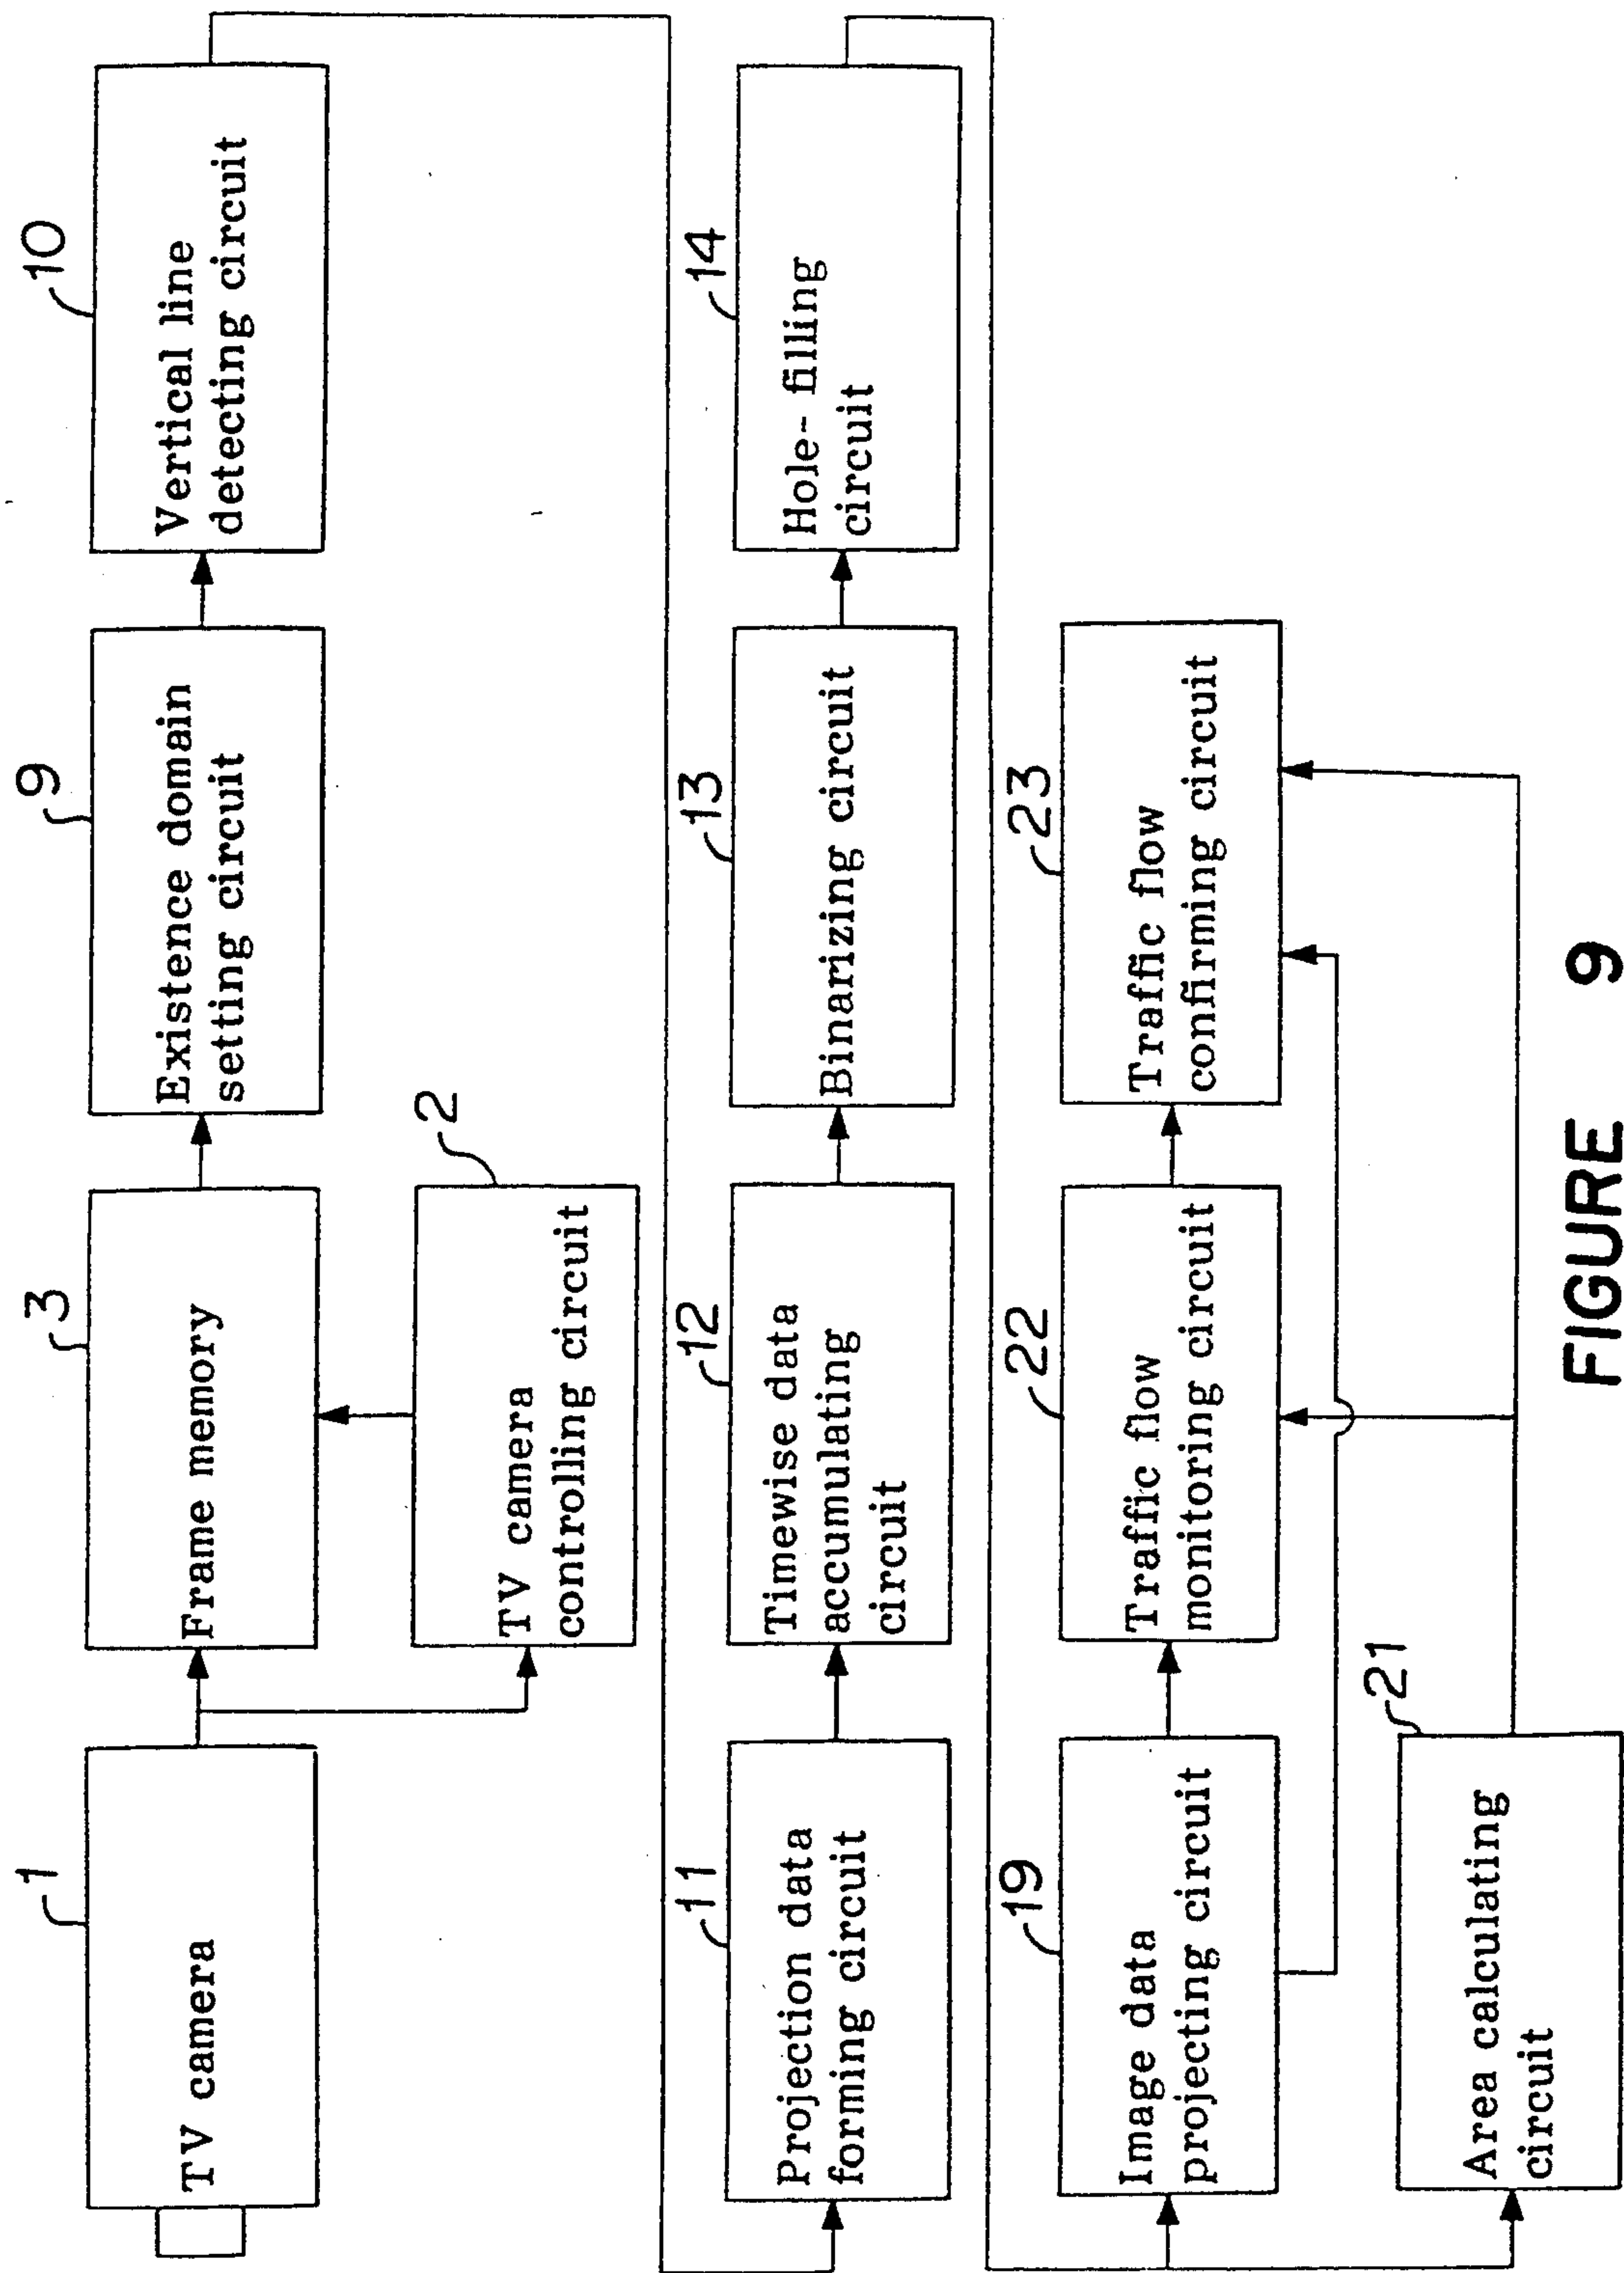 1
TV camera
3
Frame memory
9
Existence domain
setting circuit
10
Vertical line
detecting circuit
2
TV camera
controlling circuit
11
Projection data
forming circuit
12
Timewise data
accumulating
circuit
13
Binarizing circuit
14
Hole-filling
circuit
19
Image data
projecting circuit
22
Traffic flow
monitoring circuit
23
Traffic flow
confirming circuit
21
Area calculating
circuit
FIGURE 9